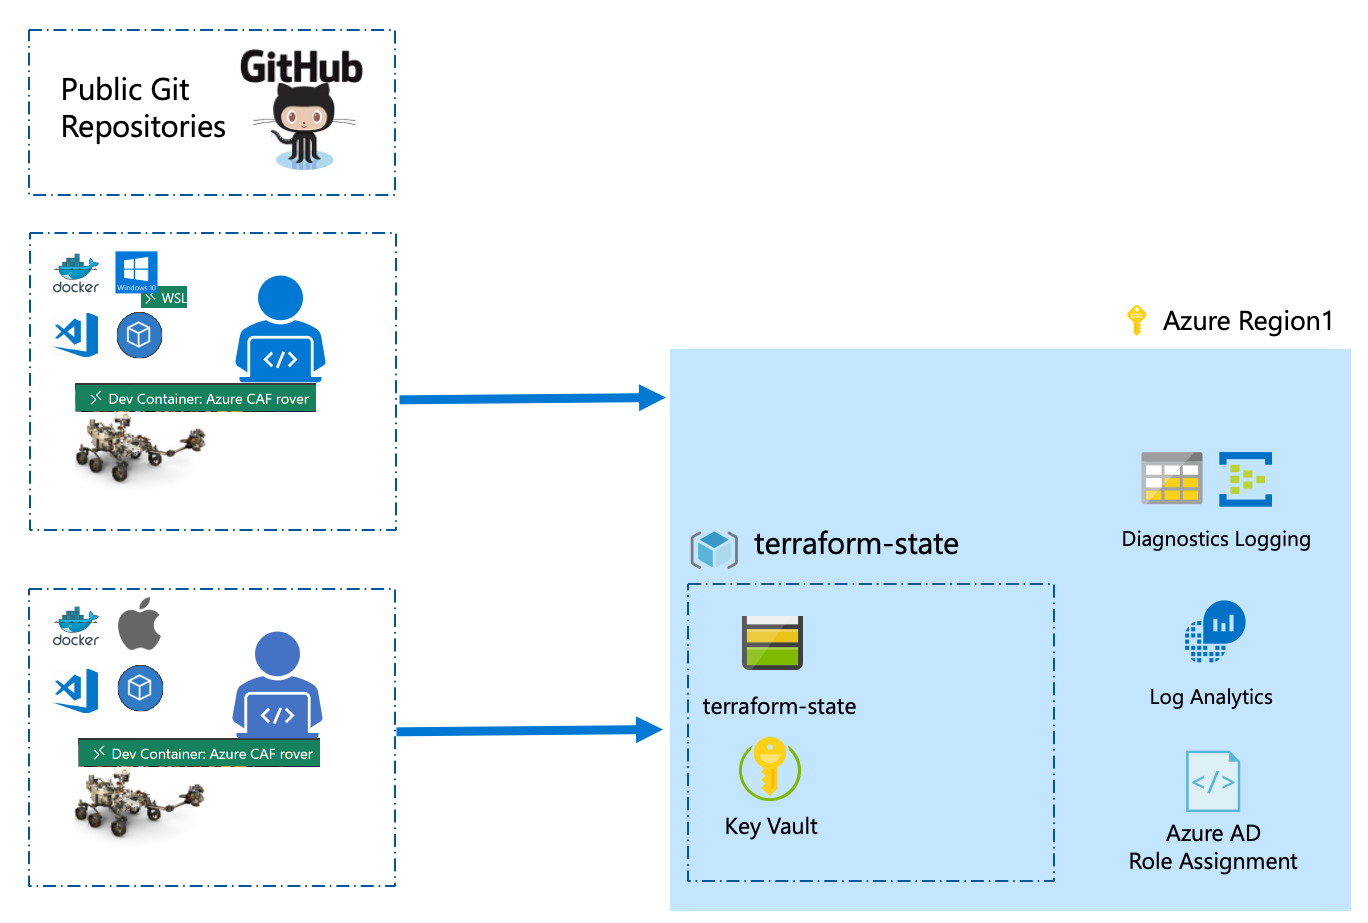 GitHub
Public Git
Repositories
docker
Windows 10
WSL
</>
Dev Container: Azure CAF rover
docker
</>
Dev Container: Azure CAF rover
Azure Region1
Diagnostics Logging
terraform-state
terraform-state
Log Analytics
Key Vault
</>
Azure AD
Role Assignment